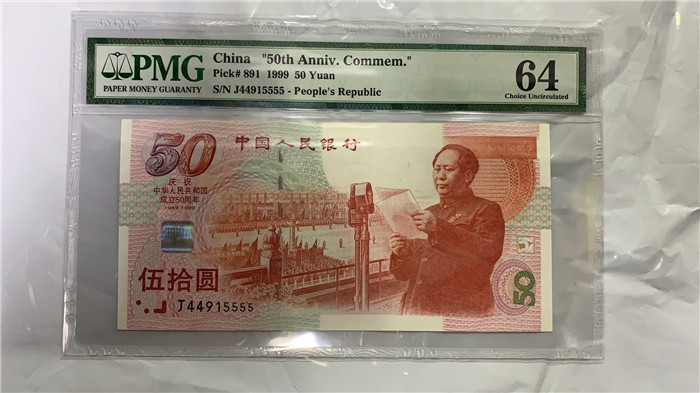 PMG
PAPER MONEY GUARANTY
China "50th Anniv. Commem."
Pick# 891 1999 50 Yuan
S/N J44915555 - People's Republic
64
Choice Uncirculated
50
中国人民银行
庆祝
中华人民共和国
成立50周年
1949-1999
伍拾圆
J44915555
50